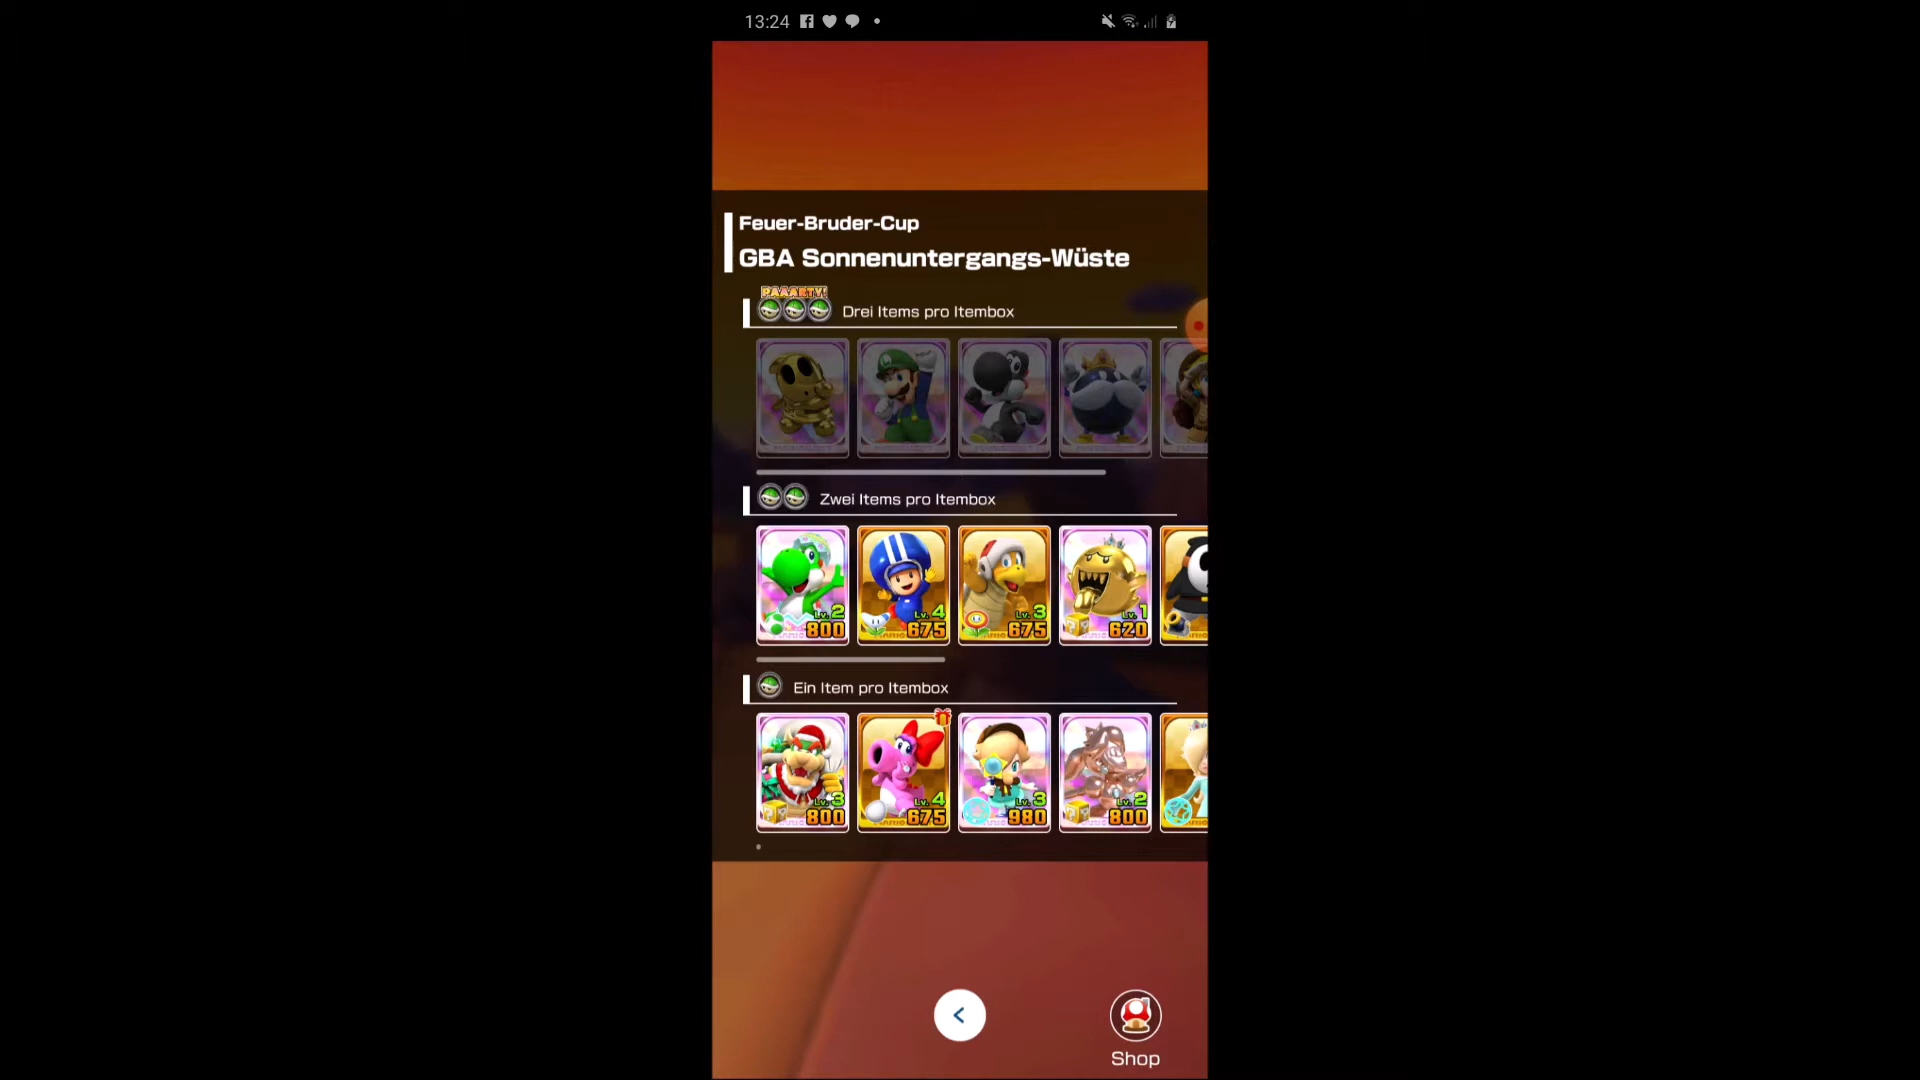 13:24
Feuer-Bruder-Cup
GBA Sonnenuntergangs-Wüste
PAAARTY!
Drei Items pro Itembox
Zwei Items pro Itembox
Lv.2 Lv.4 Lv.3 Lv.1
800 675 675 620
Ein Item pro Itembox
Lv.3 Lv.4 Lv.3 Lv.2
800 675 980 800
Shop